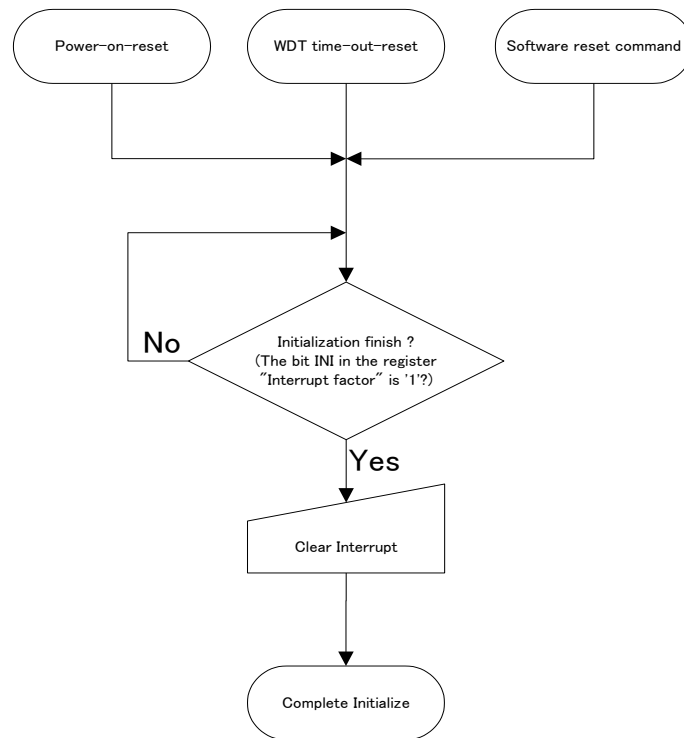 Power-on-reset
WDT time-out-reset
Software reset command
No
Initialization finish ?
(The bit INI in the register
"Interrupt factor" is '1'?)
Yes
Clear Interrupt
Complete Initialize